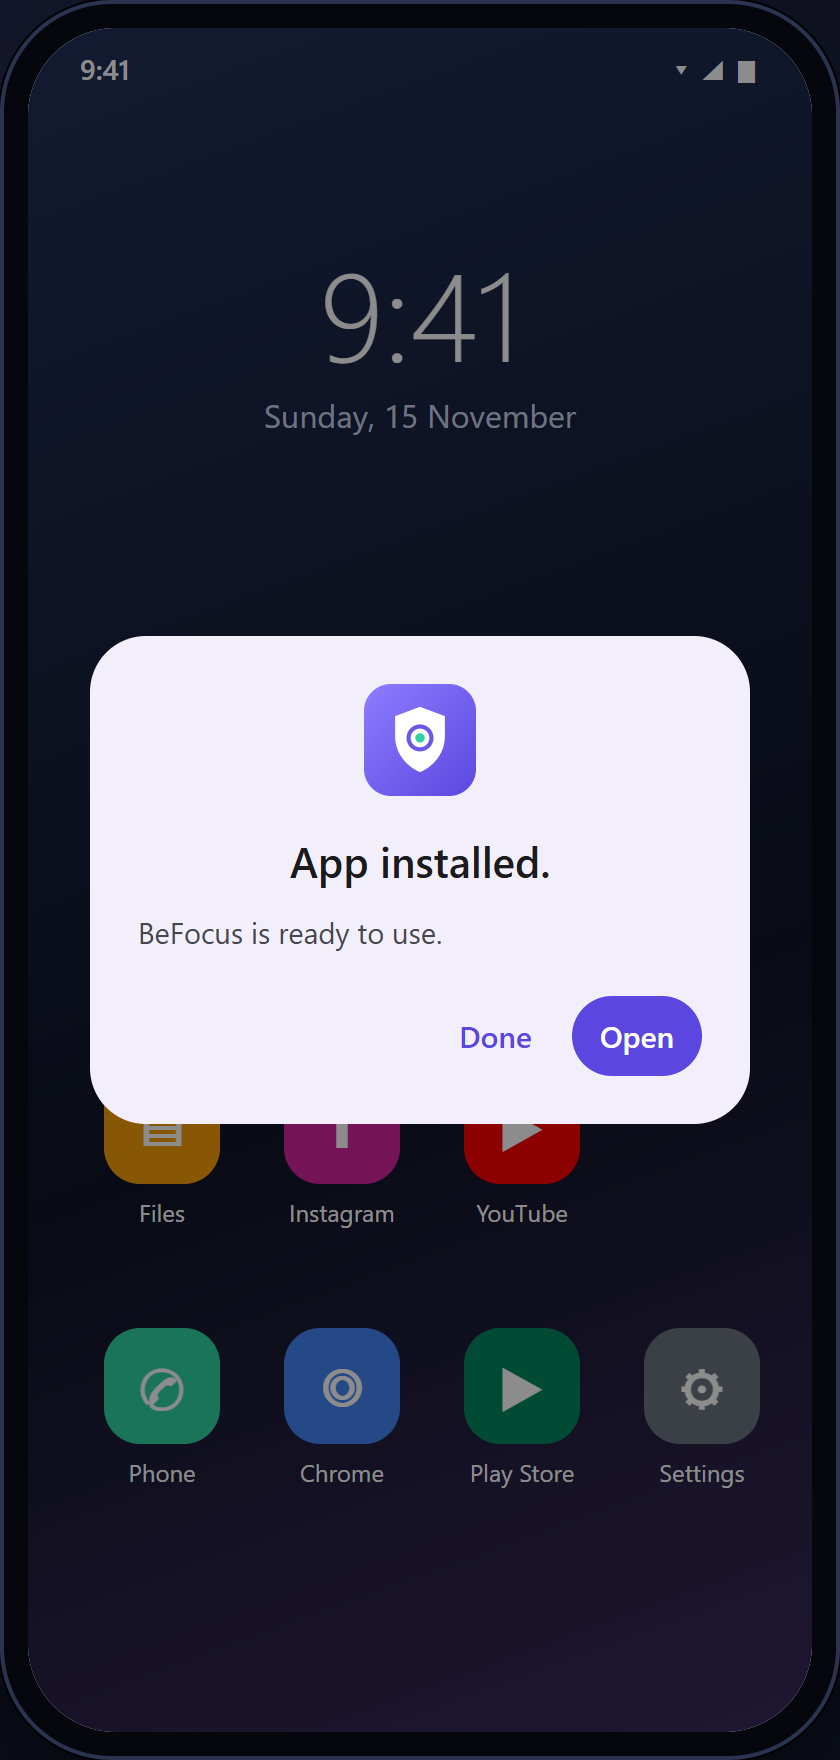 9:41
9:41
Sunday, 15 November
App installed.
BeFocus is ready to use.
Done Open
Files Instagram YouTube
Phone Chrome Play Store Settings